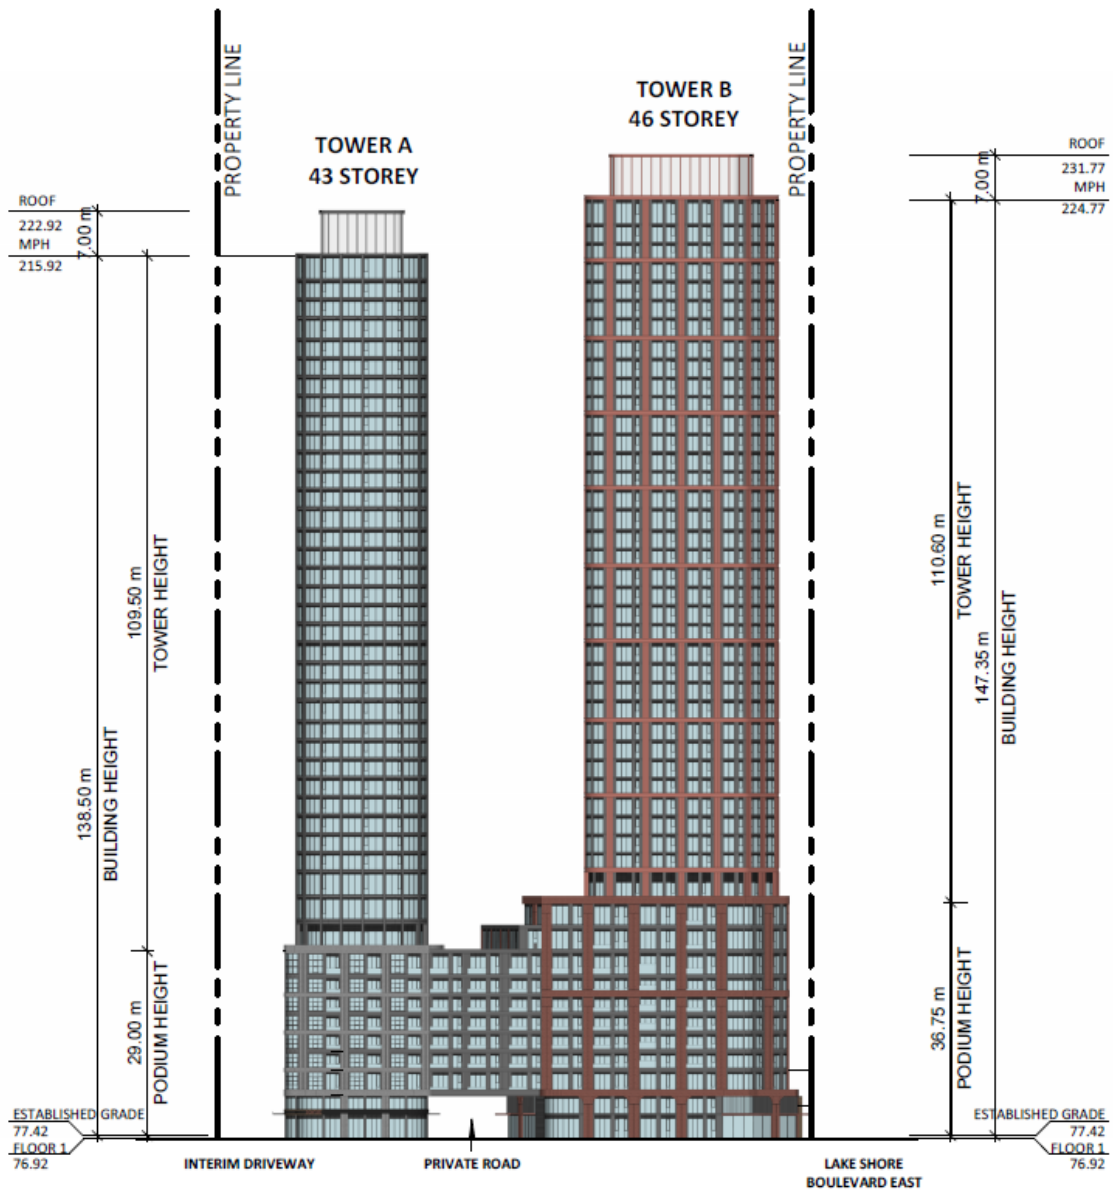 PROPERTY LINE
PROPERTY LINE
TOWER B
46 STOREY
TOWER A
43 STOREY
ROOF
222.92
MPH
215.92
7.00 m
ROOF
231.77
MPH
224.77
7.00 m
109.50 m
TOWER HEIGHT
138.50 m
BUILDING HEIGHT
29.00 m
PODIUM HEIGHT
110.60 m
TOWER HEIGHT
147.35 m
BUILDING HEIGHT
36.75 m
PODIUM HEIGHT
ESTABLISHED GRADE
77.42
FLOOR 1
76.92
ESTABLISHED GRADE
77.42
FLOOR 1
76.92
INTERIM DRIVEWAY
PRIVATE ROAD
LAKE SHORE
BOULEVARD EAST